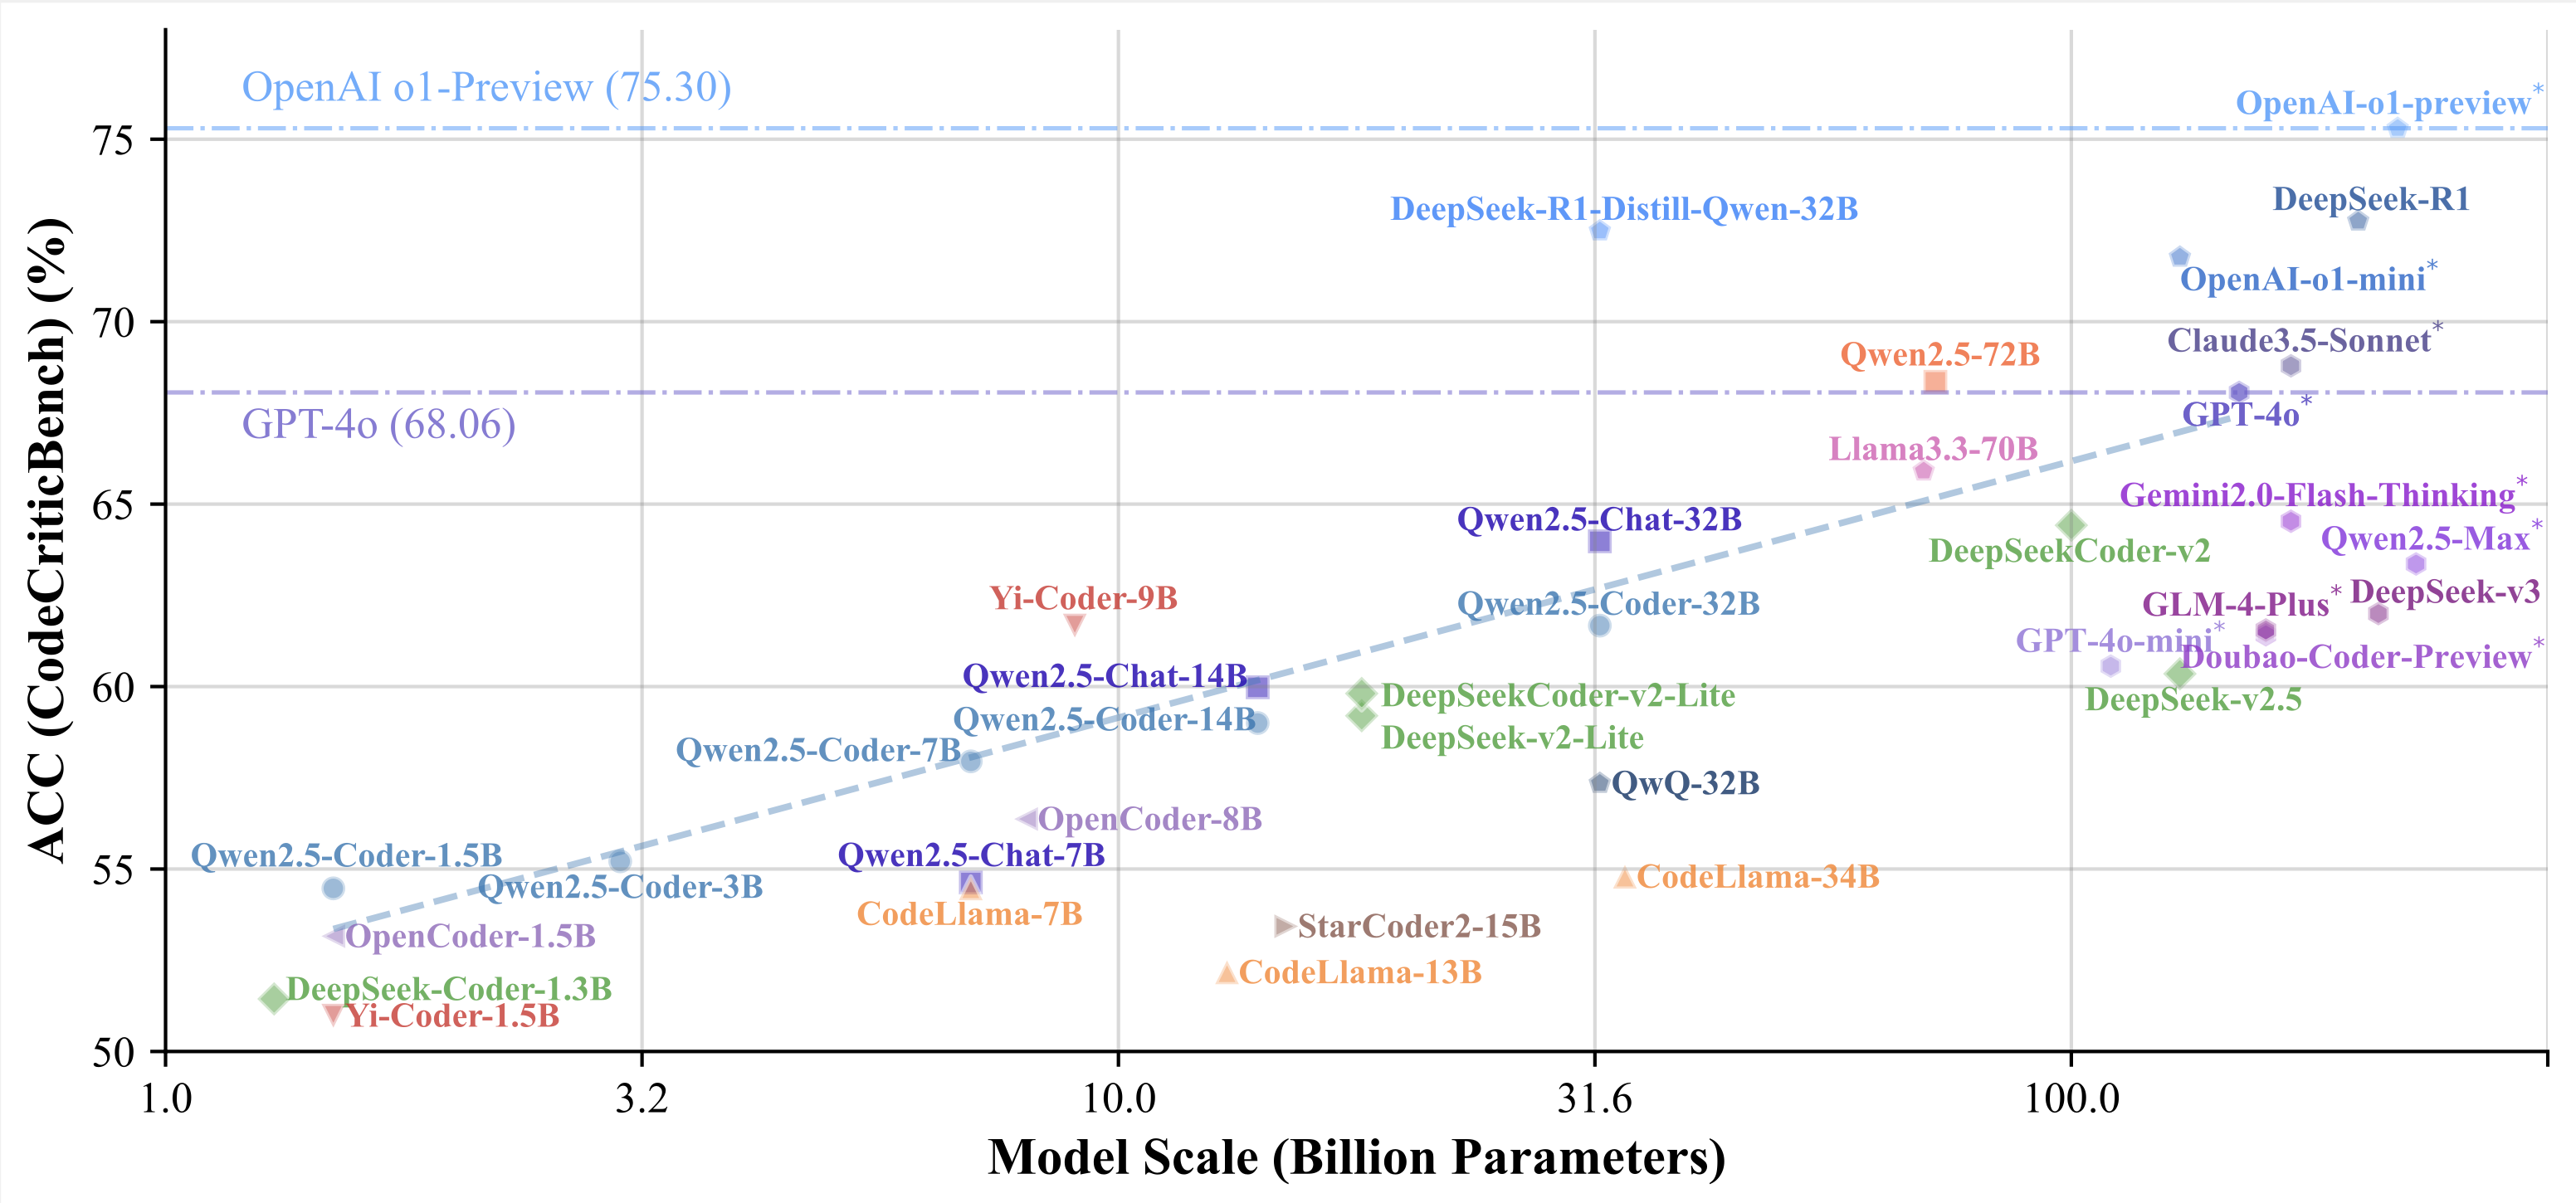 OpenAI o1-Preview (75.30)
OpenAI-o1-preview*
75
DeepSeek-R1-Distill-Qwen-32B
DeepSeek-R1
OpenAI-o1-mini*
70
Claude3.5-Sonnet*
Qwen2.5-72B
GPT-4o (68.06)
GPT-4o*
Llama3.3-70B
65
Gemini2.0-Flash-Thinking*
Qwen2.5-Chat-32B
Qwen2.5-Max*
DeepSeekCoder-v2
Yi-Coder-9B
Qwen2.5-Coder-32B
GLM-4-Plus*
DeepSeek-v3
GPT-4o-mini*
Doubao-Coder-Preview*
60
Qwen2.5-Chat-14B
DeepSeekCoder-v2-Lite
DeepSeek-v2.5
Qwen2.5-Coder-14B
DeepSeek-v2-Lite
Qwen2.5-Coder-7B
QwQ-32B
OpenCoder-8B
Qwen2.5-Coder-1.5B
Qwen2.5-Chat-7B
55
Qwen2.5-Coder-3B
CodeLlama-34B
CodeLlama-7B
OpenCoder-1.5B
StarCoder2-15B
CodeLlama-13B
DeepSeek-Coder-1.3B
Yi-Coder-1.5B
50
1.0
3.2
10.0
31.6
100.0
Model Scale (Billion Parameters)
ACC (CodeCriticBench) (%)